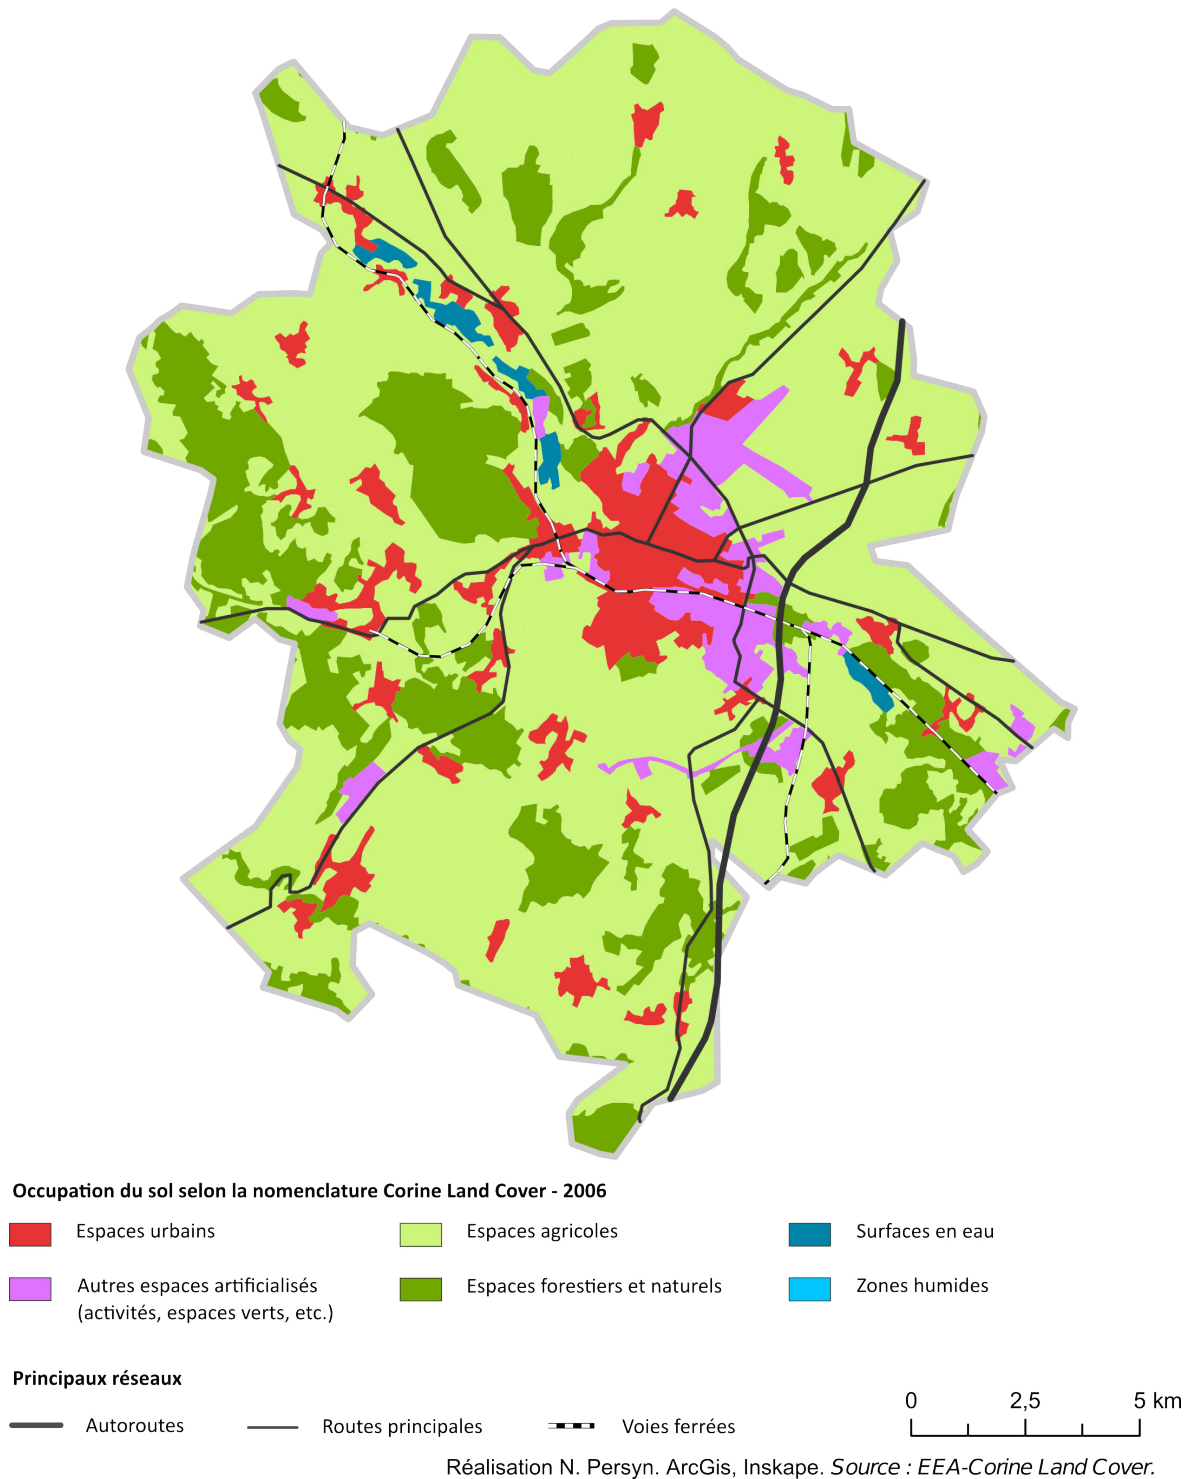 Occupation du sol selon la nomenclature Corine Land Cover - 2006
Espaces urbains
Espaces agricoles
Surfaces en eau
Autres espaces artificialisés
(activités, espaces verts, etc.)
Espaces forestiers et naturels
Zones humides
Principaux réseaux
0 2,5 5 km
Autoroutes
Routes principales
Voies ferrées
Réalisation N. Persyn. ArcGis, Inskape. Source : EEA-Corine Land Cover.